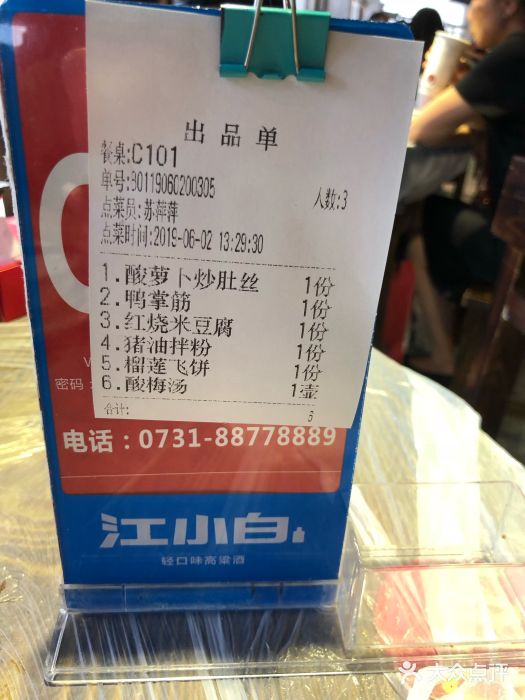 出品单
餐桌:C101
单号:B0119060200305 人数:3
点菜员:苏萍萍
点菜时间:2019-06-02 13:29:30
1.酸萝卜炒肚丝 1份
2.鸭掌筋 1份
3.红烧米豆腐 1份
4.猪油拌粉 1份
5.榴莲飞饼 1份
6.酸梅汤 1壶
合计: 6
密码:
电话：0731-88778889
江小白
轻口味高粱酒
大众点评